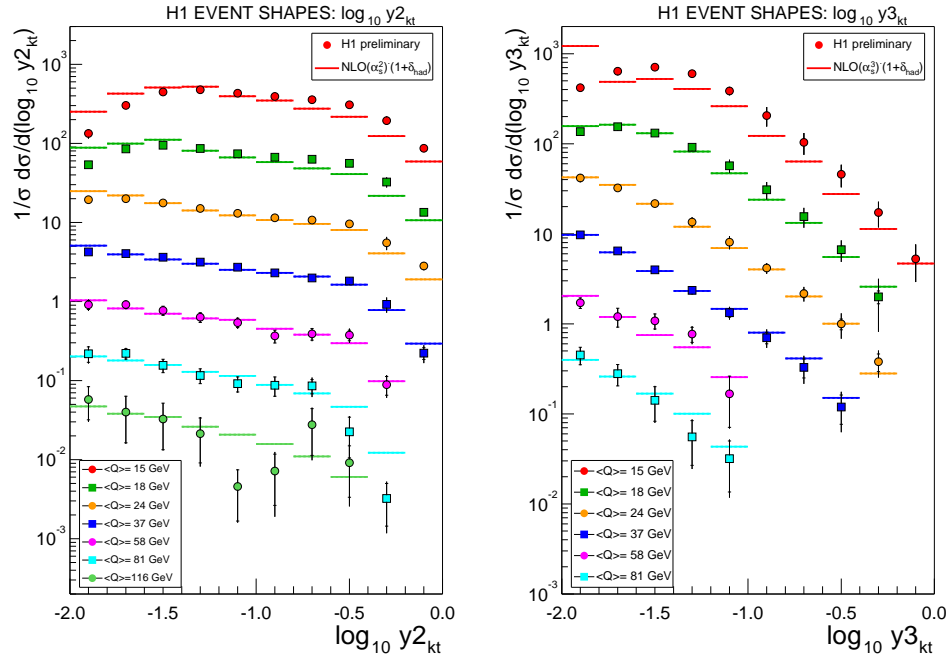 H1 EVENT SHAPES: log₁₀ y2ₖₜ
1/σ dσ/d(log₁₀ y2ₖₜ)
H1 preliminary
NLO(αₛ²)·(1+δ_had)
10³
10²
10
1
10⁻¹
10⁻²
10⁻³
<Q>= 15 GeV
<Q>= 18 GeV
<Q>= 24 GeV
<Q>= 37 GeV
<Q>= 58 GeV
<Q>= 81 GeV
<Q>=116 GeV
-2.0 -1.5 -1.0 -0.5 0.0
log₁₀ y2ₖₜ
H1 EVENT SHAPES: log₁₀ y3ₖₜ
1/σ dσ/d(log₁₀ y3ₖₜ)
H1 preliminary
NLO(αₛ³)·(1+δ_had)
10³
10²
10
1
10⁻¹
10⁻²
10⁻³
<Q>= 15 GeV
<Q>= 18 GeV
<Q>= 24 GeV
<Q>= 37 GeV
<Q>= 58 GeV
<Q>= 81 GeV
-2.0 -1.5 -1.0 -0.5 0.0
log₁₀ y3ₖₜ